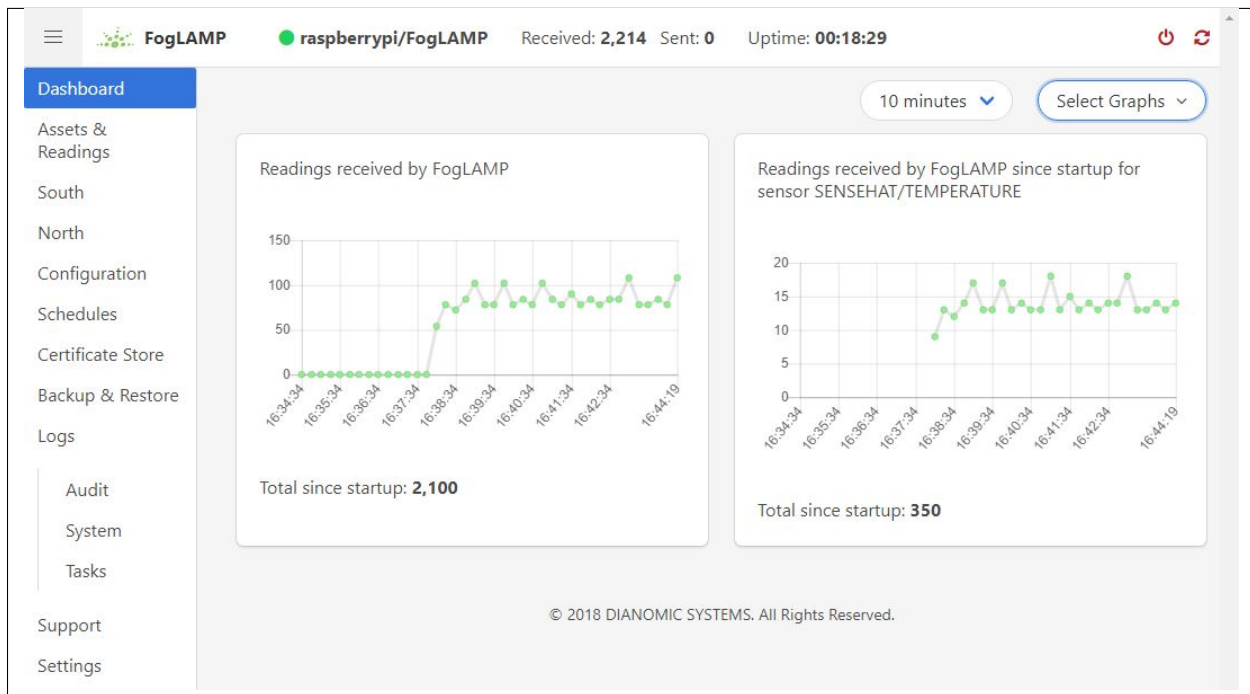 FogLAMP raspberrypi/FogLAMP Received: 2,214 Sent: 0 Uptime: 00:18:29
Dashboard
Assets &
Readings
South
North
Configuration
Schedules
Certificate Store
Backup & Restore
Logs
Audit
System
Tasks
Support
Settings
10 minutes Select Graphs
Readings received by FogLAMP
150
100
50
0
16:34:34 16:35:34 16:36:34 16:37:34 16:38:34 16:39:34 16:40:34 16:41:34 16:42:34 16:44:19
Total since startup: 2,100
Readings received by FogLAMP since startup for
sensor SENSEHAT/TEMPERATURE
20
15
10
5
0
16:34:34 16:35:34 16:36:34 16:37:34 16:38:34 16:39:34 16:40:34 16:41:34 16:42:34 16:44:19
Total since startup: 350
© 2018 DIANOMIC SYSTEMS. All Rights Reserved.